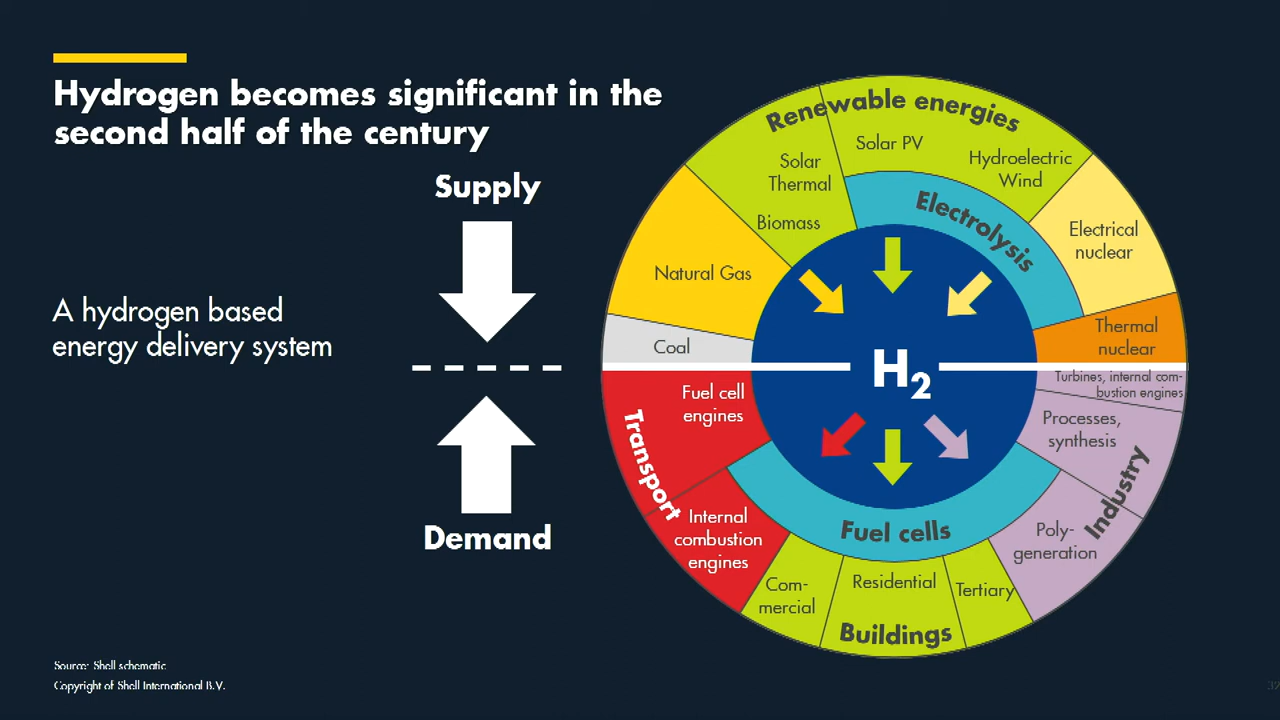 Hydrogen becomes significant in the
second half of the century
Supply
A hydrogen based
energy delivery system
Demand
Renewable energies
Solar PV
Solar
Thermal
Hydroelectric
Wind
Biomass
Electrolysis
Electrical
nuclear
Natural Gas
Thermal
nuclear
Coal
H₂
Turbines, internal com-
bustion engines
Fuel cell
engines
Processes,
synthesis
Transport
Industry
Internal
combustion
engines
Fuel cells
Poly-
generation
Com-
mercial
Residential
Tertiary
Buildings
Source: Shell schematic
Copyright of Shell International B.V.